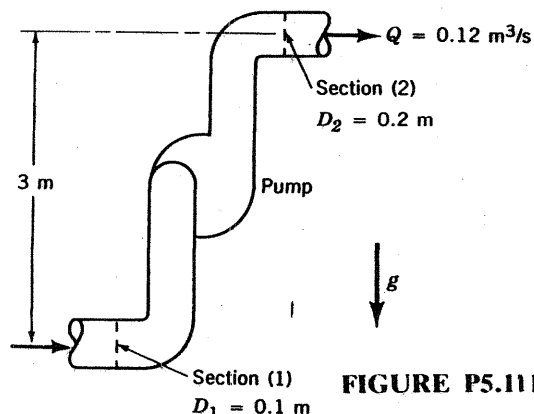 Q = 0.12 m³/s
Section (2)
D₂ = 0.2 m
3 m
Pump
g
Section (1)
D₁ = 0.1 m
FIGURE P5.111